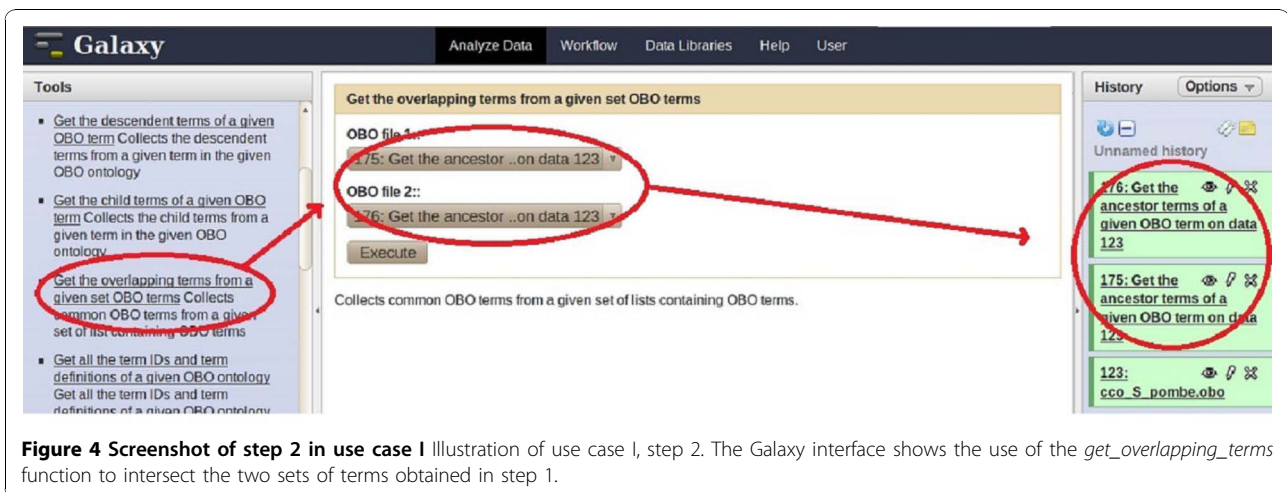 Galaxy
Analyze Data Workflow Data Libraries Help User
Tools
Get the descendent terms of a given
OBO term Collects the descendent
terms from a given term in the given
OBO ontology
Get the child terms of a given OBO
term Collects the child terms from a
given term in the given OBO
ontology
Get the overlapping terms from a
given set OBO terms Collects
common OBO terms from a given
set of list containing OBO terms
Get all the term IDs and term
definitions of a given OBO ontology
Get all the term IDs and term
definitions of a given OBO ontology
Get the overlapping terms from a given set OBO terms
OBO file 1::
175: Get the ancestor ..on data 123
OBO file 2::
176: Get the ancestor ..on data 123
Execute
Collects common OBO terms from a given set of lists containing OBO terms.
History Options
Unnamed history
176: Get the
ancestor terms of a
given OBO term on data
123
175: Get the
ancestor terms of a
given OBO term on data
123
123:
cco_S_pombe.obo
Figure 4 Screenshot of step 2 in use case I Illustration of use case I, step 2. The Galaxy interface shows the use of the get_overlapping_terms
function to intersect the two sets of terms obtained in step 1.